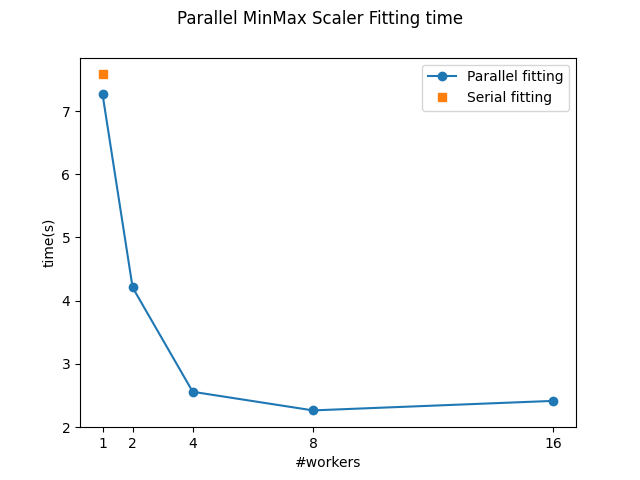 Parallel MinMax Scaler Fitting time
Parallel fitting
Serial fitting
7
6
5
4
3
2
time(s)
1 2 4 8 16
#workers